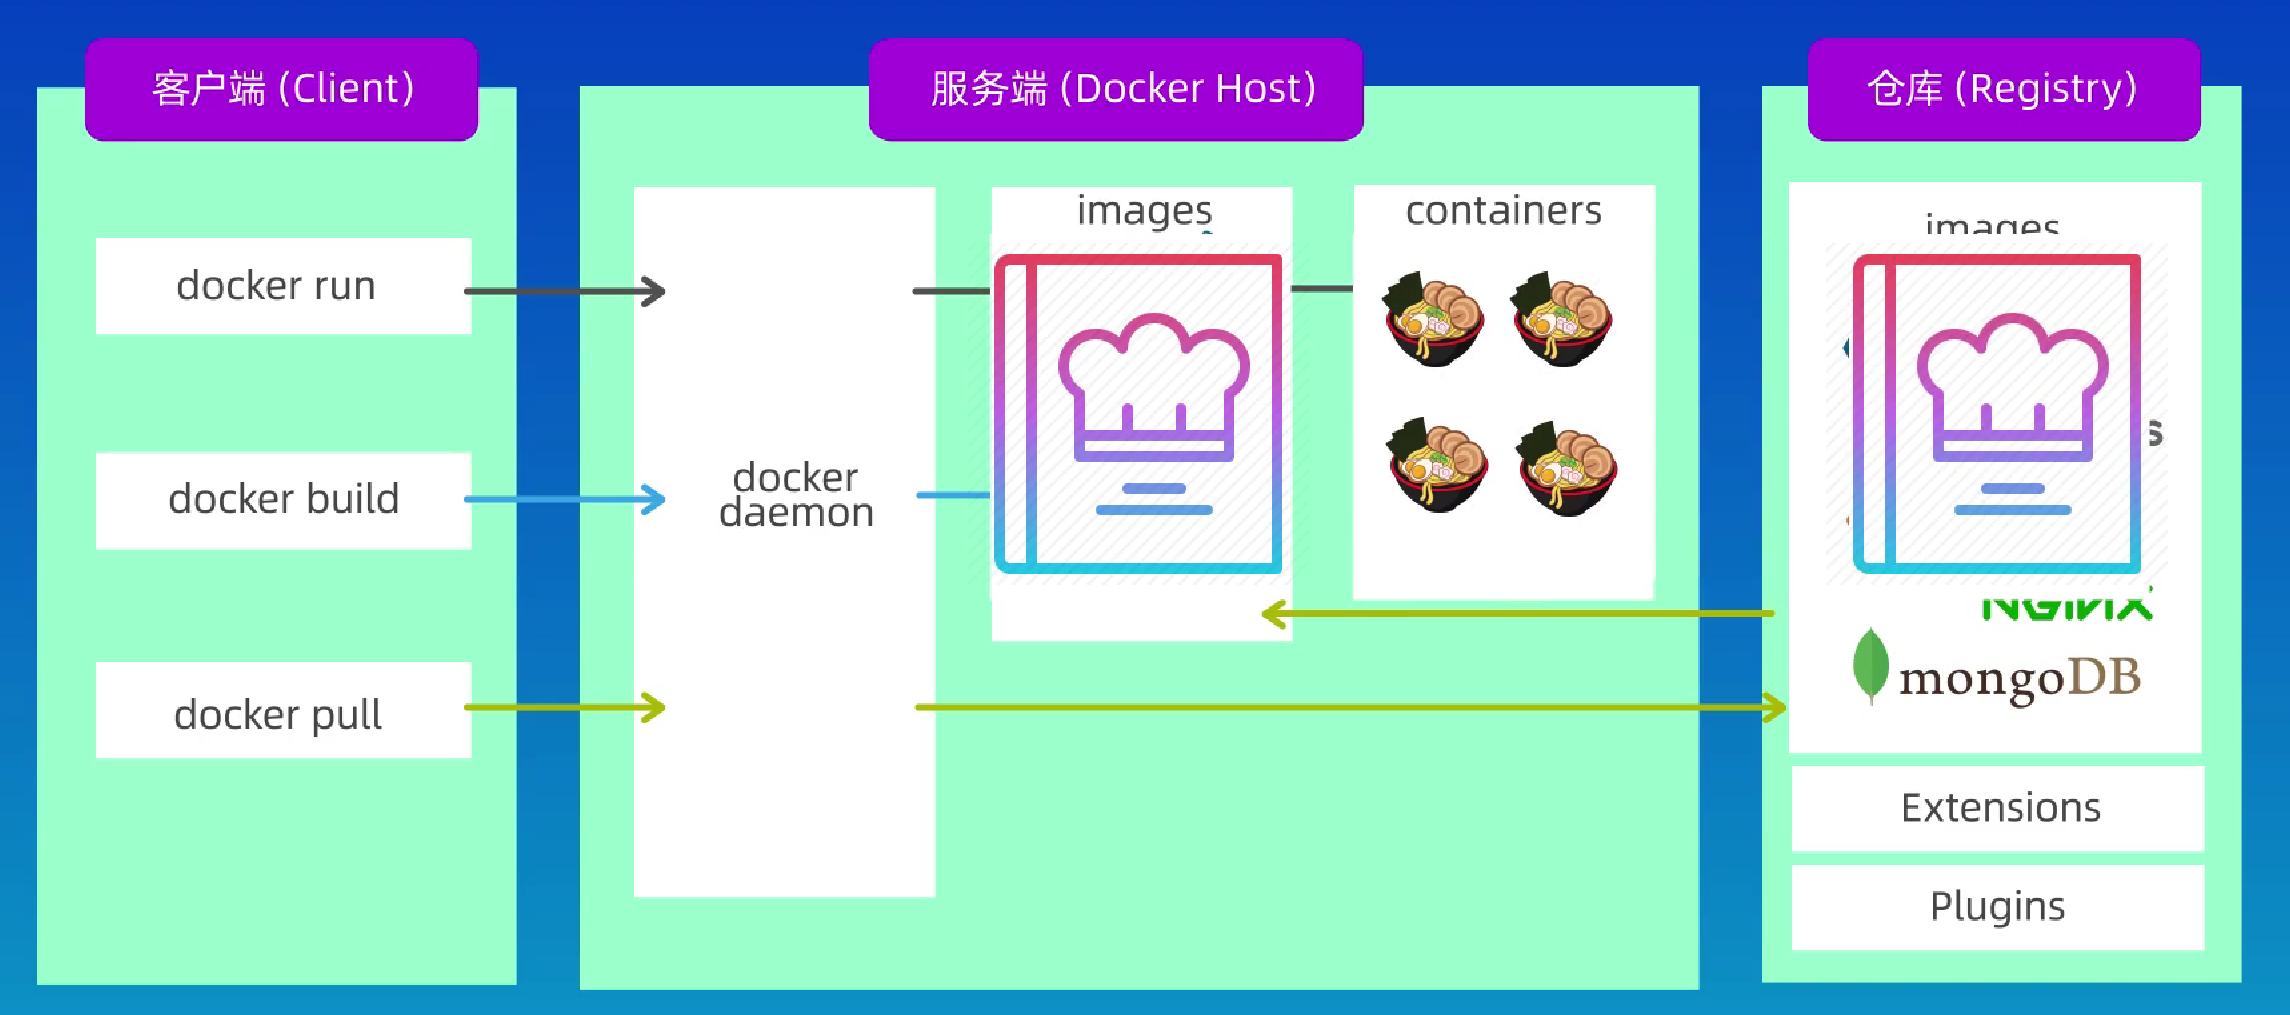 客户端 (Client)
服务端 (Docker Host)
仓库 (Registry)
docker run
docker build
docker pull
docker
daemon
images
containers
images
s
NGINX
mongoDB
Extensions
Plugins